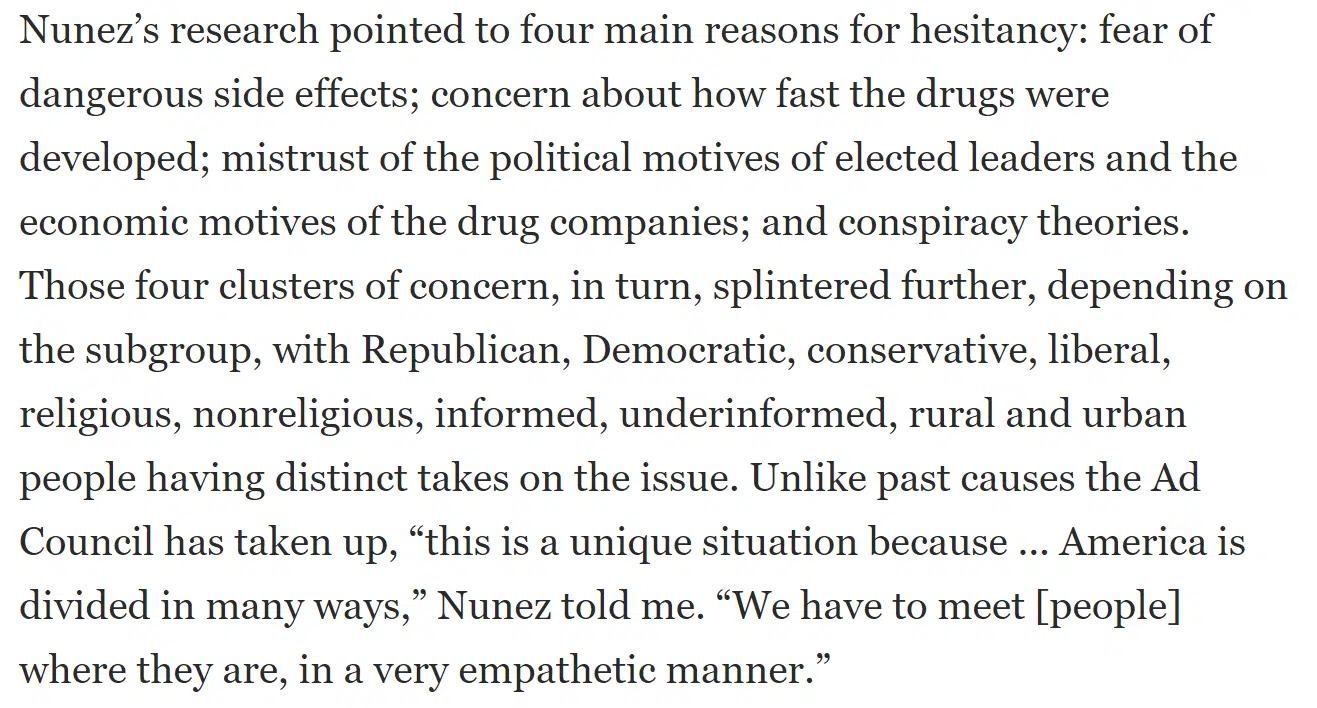 Nunez’s research pointed to four main reasons for hesitancy: fear of
dangerous side effects; concern about how fast the drugs were
developed; mistrust of the political motives of elected leaders and the
economic motives of the drug companies; and conspiracy theories.
Those four clusters of concern, in turn, splintered further, depending on
the subgroup, with Republican, Democratic, conservative, liberal,
religious, nonreligious, informed, underinformed, rural and urban
people having distinct takes on the issue. Unlike past causes the Ad
Council has taken up, “this is a unique situation because ... America is
divided in many ways,” Nunez told me. “We have to meet [people]
where they are, in a very empathetic manner.”